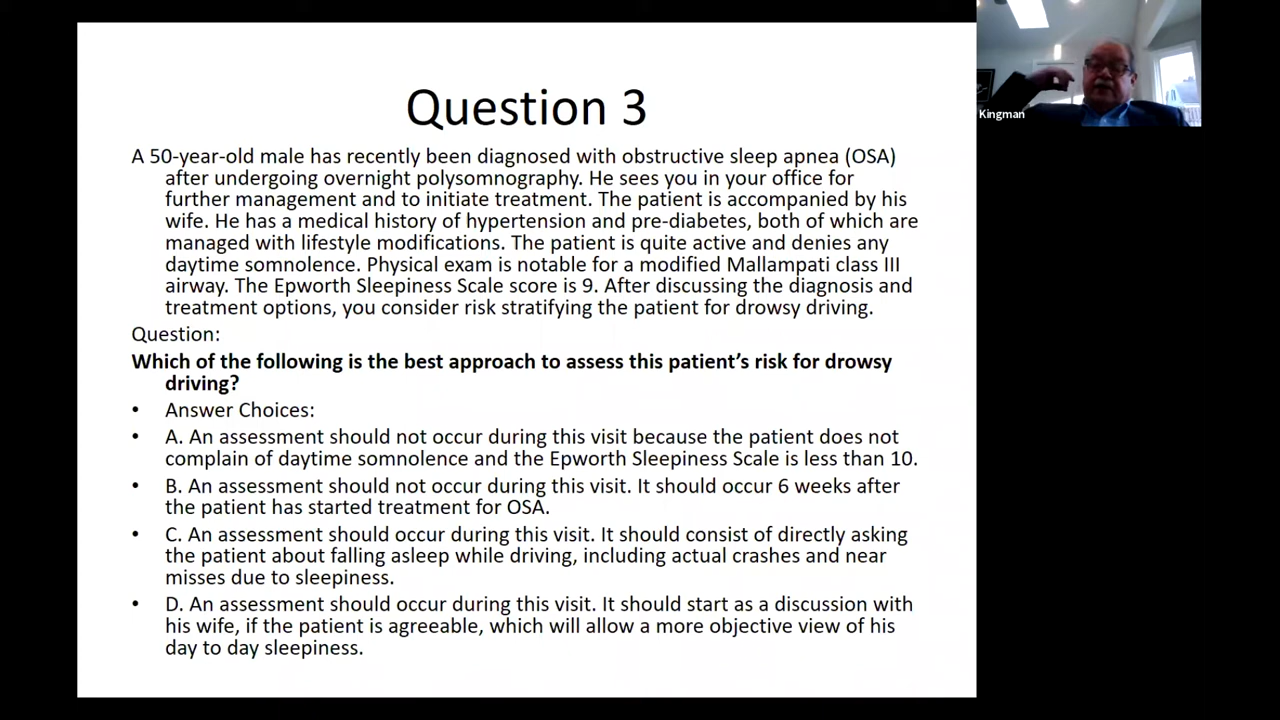 Question 3
A 50-year-old male has recently been diagnosed with obstructive sleep apnea (OSA)
after undergoing overnight polysomnography. He sees you in your office for
further management and to initiate treatment. The patient is accompanied by his
wife. He has a medical history of hypertension and pre-diabetes, both of which are
managed with lifestyle modifications. The patient is quite active and denies any
daytime somnolence. Physical exam is notable for a modified Mallampati class III
airway. The Epworth Sleepiness Scale score is 9. After discussing the diagnosis and
treatment options, you consider risk stratifying the patient for drowsy driving.
Question:
Which of the following is the best approach to assess this patient’s risk for drowsy
driving?
• Answer Choices:
• A. An assessment should not occur during this visit because the patient does not
complain of daytime somnolence and the Epworth Sleepiness Scale is less than 10.
• B. An assessment should not occur during this visit. It should occur 6 weeks after
the patient has started treatment for OSA.
• C. An assessment should occur during this visit. It should consist of directly asking
the patient about falling asleep while driving, including actual crashes and near
misses due to sleepiness.
• D. An assessment should occur during this visit. It should start as a discussion with
his wife, if the patient is agreeable, which will allow a more objective view of his
day to day sleepiness.
Kingman